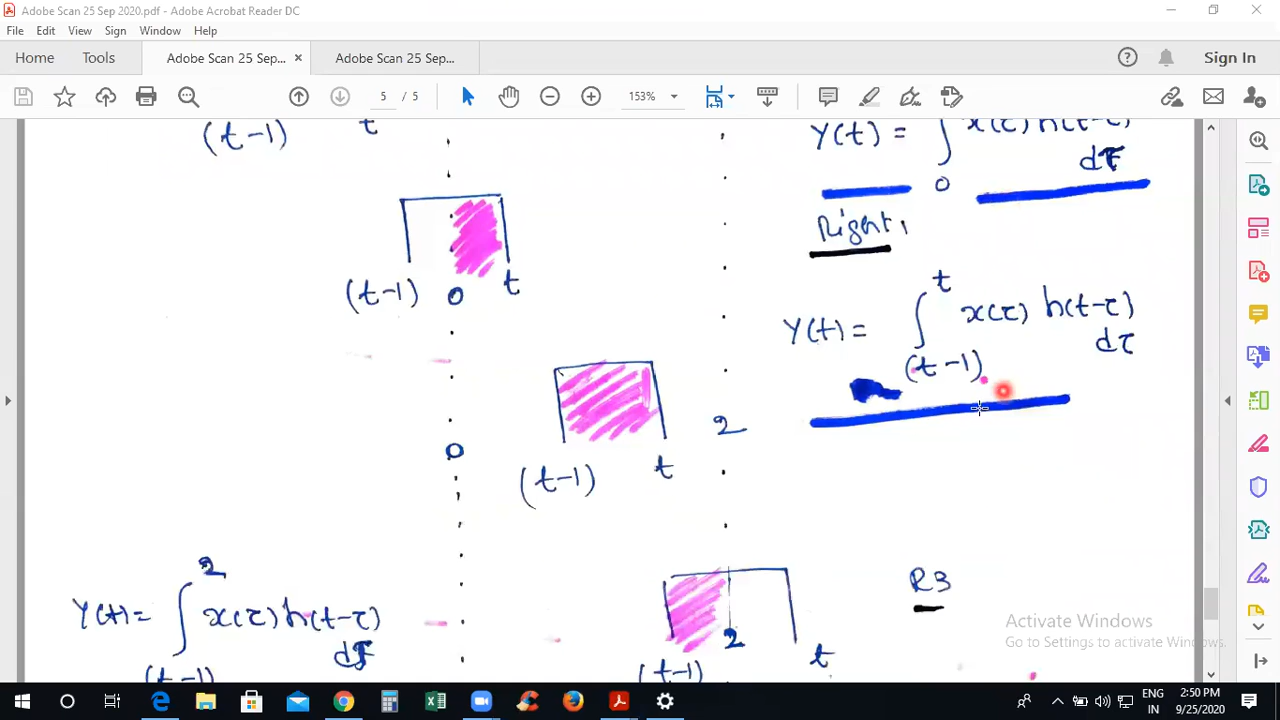 Adobe Scan 25 Sep 2020.pdf - Adobe Acrobat Reader DC
File Edit View Sign Window Help
Home Tools Adobe Scan 25 Sep... × Adobe Scan 25 Sep... Sign In
5 / 5 153%
(t-1) t
Y(t) = ∫ x(τ) h(t-τ)
dτ
0
Right,
(t-1) 0 t
t
Y(t) = ∫ x(τ) h(t-τ)
dτ
(t-1)
2
0
(t-1) t
2
R3
Y(t) = ∫ x(τ) h(t-τ)
dτ
(t-1)
2
t
(t-1)
Activate Windows
Go to Settings to activate Windows.
ENG
IN
2:50 PM
9/25/2020